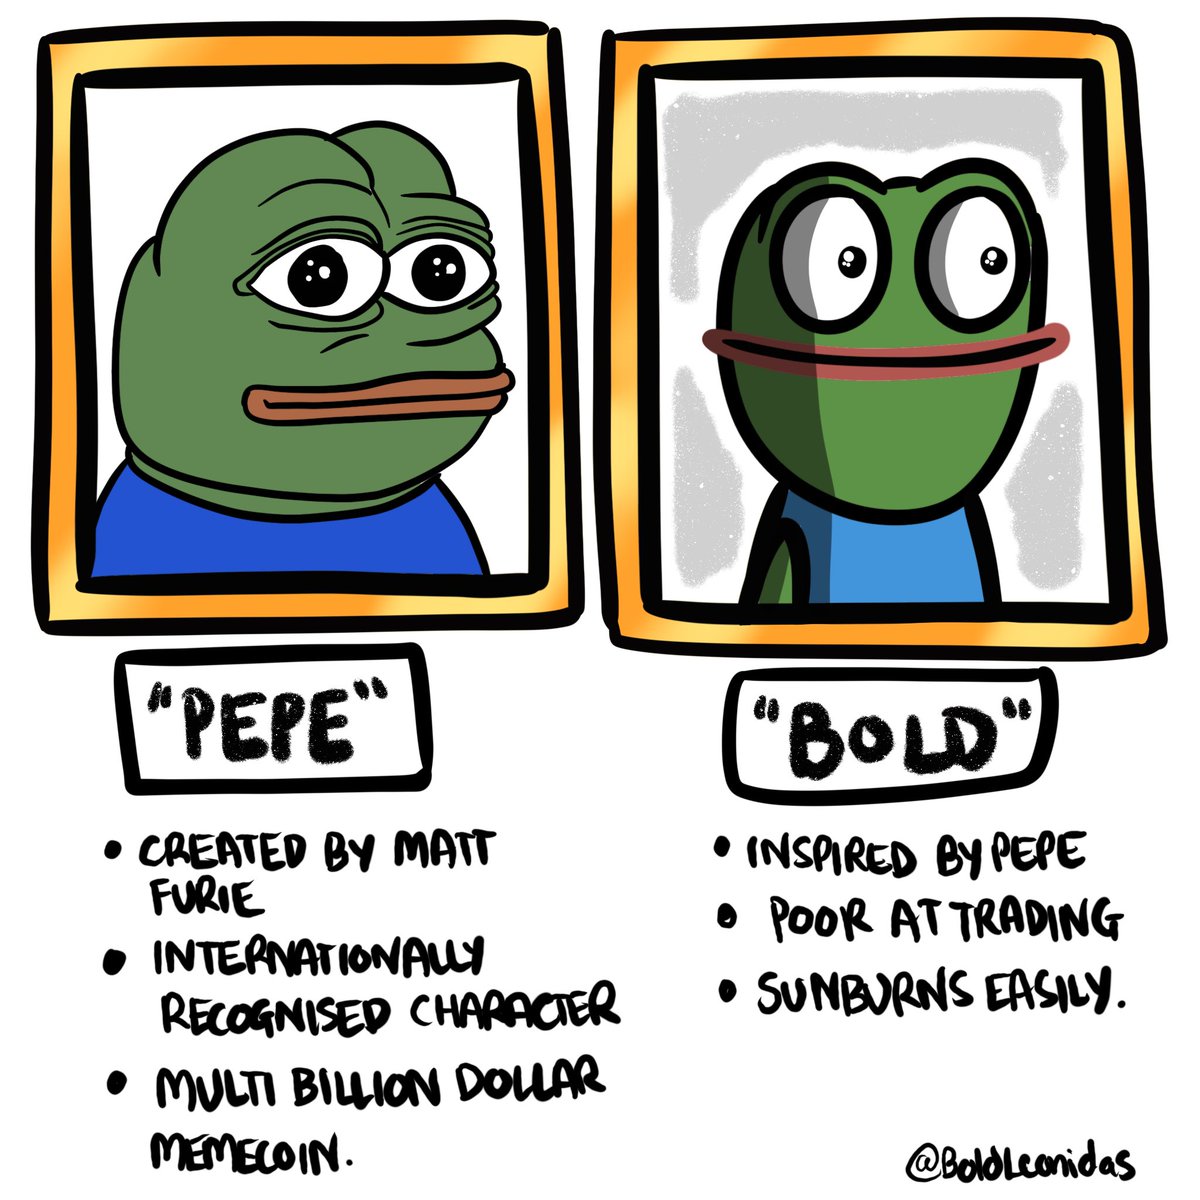 "PEPE"
• CREATED BY MATT
FURIE
• INTERNATIONALLY
RECOGNISED CHARACTER
• MULTI BILLION DOLLAR
MEMECOIN.
"BOLD"
• INSPIRED BY PEPE
• POOR AT TRADING
• SUNBURNS EASILY.
@BoldLeonidas